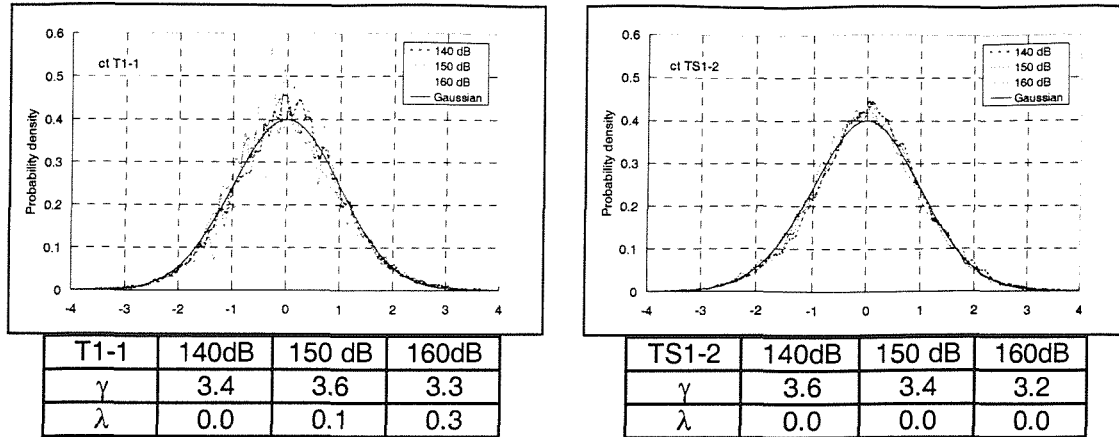 ct T1-1
140 dB
150 dB
160 dB
Gaussian
Probability density
0.6
0.5
0.4
0.3
0.2
0.1
0
-4 -3 -2 -1 0 1 2 3 4
T1-1 140dB 150 dB 160dB
γ 3.4 3.6 3.3
λ 0.0 0.1 0.3
ct TS1-2
140 dB
150 dB
160 dB
Gaussian
Probability density
0.6
0.5
0.4
0.3
0.2
0.1
0
-4 -3 -2 -1 0 1 2 3 4
TS1-2 140dB 150 dB 160dB
γ 3.6 3.4 3.2
λ 0.0 0.0 0.0